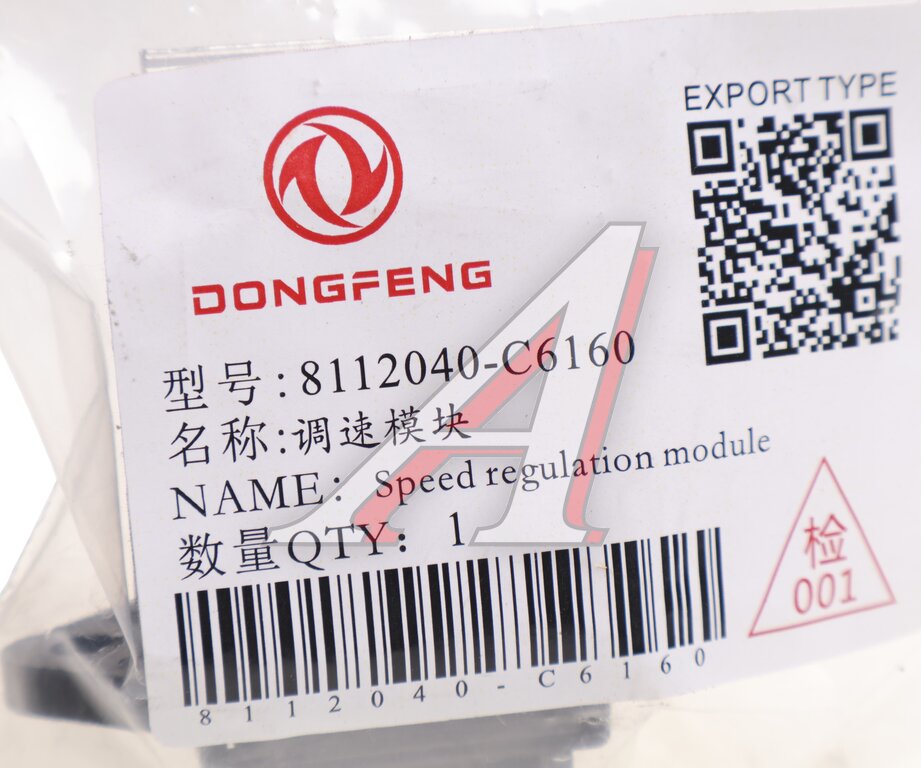 EXPORT TYPE
DONGFENG
型号:8112040-C6160
名称:调速模块
NAME: Speed regulation module
数量QTY: 1
8112040-C6160
检
001
A